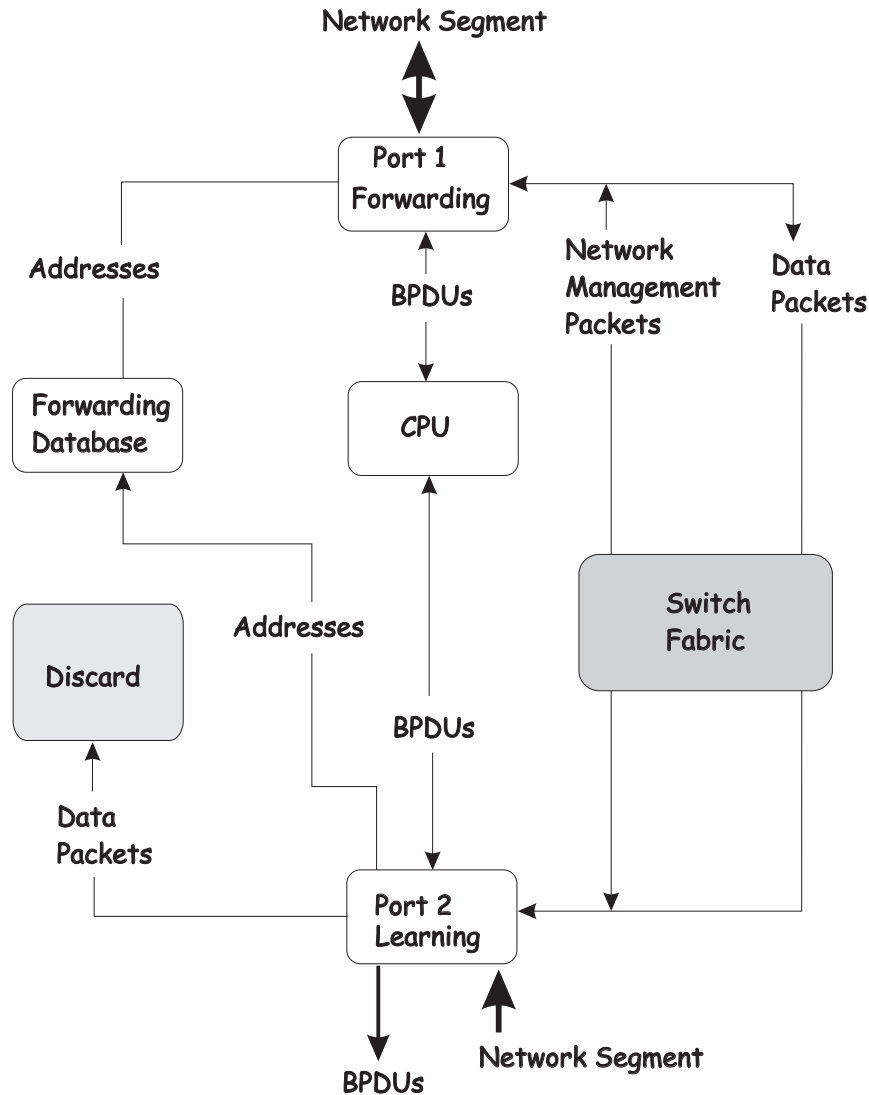 Network Segment
Port 1
Forwarding
Addresses
BPDUs
Network
Management
Packets
Data
Packets
Forwarding
Database
CPU
Switch
Fabric
Addresses
Discard
BPDUs
Data
Packets
Port 2
Learning
Network Segment
BPDUs